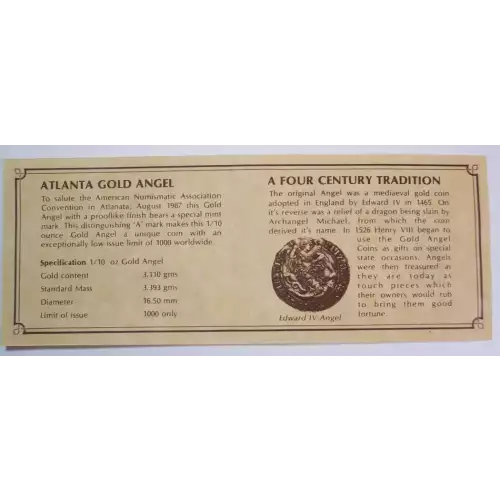 ATLANTA GOLD ANGEL
To salute the American Numismatic Association
Convention in Atlanata, August 1987 this Gold
Angel with a prooflike finish bears a special mint
mark. This distinguishing 'A' mark makes this 1/10
ounce Gold Angel a unique coin with an
exceptionally low issue limit of 1000 worldwide.
Specification 1/10 oz Gold Angel
Gold content 3.110 gms
Standard Mass 3.393 gms
Diameter 16.50 mm
Limit of issue 1000 only
A FOUR CENTURY TRADITION
The original Angel was a mediaeval gold coin
adopted in England by Edward IV in 1465. On
it's reverse was a relief of a dragon being slain by
Archangel Michael, from which the coin
derived it's name. In 1526 Henry VIII began to
use the Gold Angel
Coins as gifts on special
state occasions. Angels
were then treasured as
they are today as
touch pieces which
their owners would rub
to bring them good
fortune.
Edward IV Angel